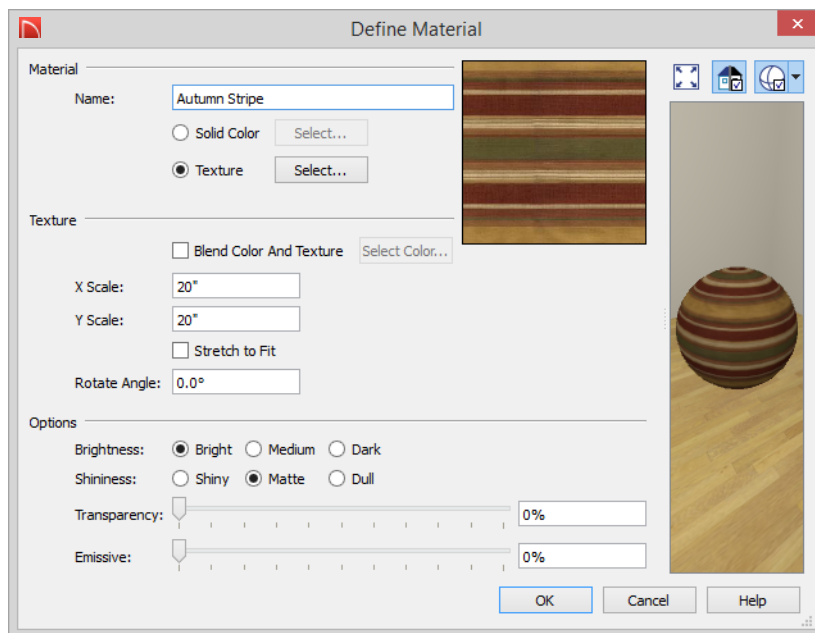 Define Material
Material
Name: Autumn Stripe
Solid Color Select...
Texture Select...
Texture
Blend Color And Texture Select Color...
X Scale: 20"
Y Scale: 20"
Stretch to Fit
Rotate Angle: 0.0°
Options
Brightness: Bright Medium Dark
Shininess: Shiny Matte Dull
Transparency: 0%
Emissive: 0%
OK Cancel Help